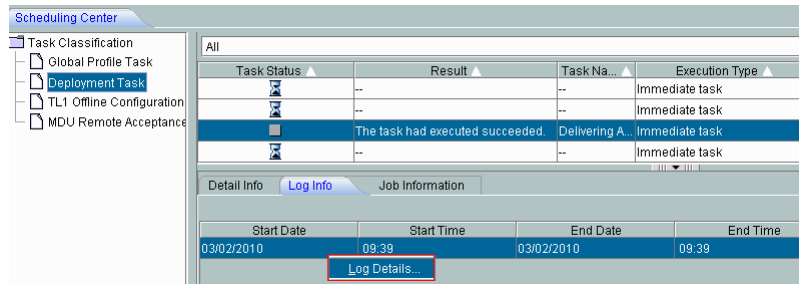 Scheduling Center
Task Classification
Global Profile Task
Deployment Task
TL1 Offline Configuration
MDU Remote Acceptance
All
Task Status Result Task Na... Execution Type
-- -- Immediate task
-- -- Immediate task
The task had executed succeeded. Delivering A... Immediate task
-- -- Immediate task
Detail Info Log Info Job Information
Start Date Start Time End Date End Time
03/02/2010 09:39 03/02/2010 09:39
Log Details...